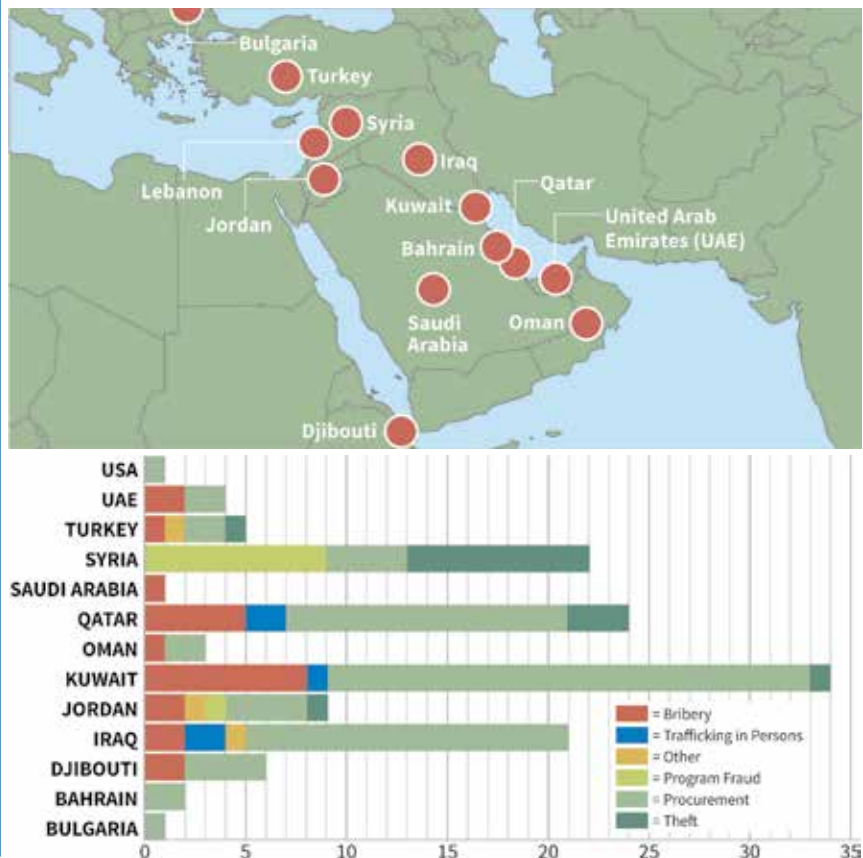 Bulgaria
Turkey
Syria
Iraq
Lebanon
Qatar
Jordan
Kuwait
United Arab
Emirates (UAE)
Bahrain
Saudi
Arabia
Oman
Djibouti
USA
UAE
TURKEY
SYRIA
SAUDI ARABIA
QATAR
OMAN
KUWAIT
JORDAN
IRAQ
DJIBOUTI
BAHRAIN
BULGARIA
= Bribery
= Trafficking in Persons
= Other
= Program Fraud
= Procurement
= Theft
0 5 10 15 20 25 30 35